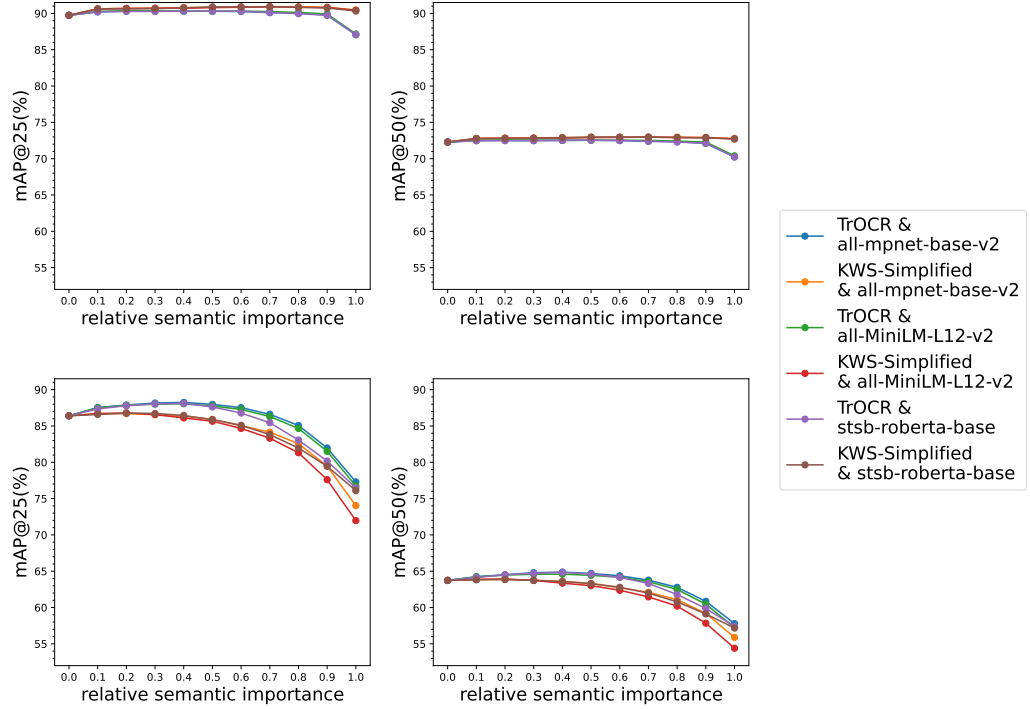 90
85
80
75
70
65
60
55
mAP@25(%)
0.0 0.1 0.2 0.3 0.4 0.5 0.6 0.7 0.8 0.9 1.0
relative semantic importance
90
85
80
75
70
65
60
55
mAP@50(%)
0.0 0.1 0.2 0.3 0.4 0.5 0.6 0.7 0.8 0.9 1.0
relative semantic importance
90
85
80
75
70
65
60
55
mAP@25(%)
0.0 0.1 0.2 0.3 0.4 0.5 0.6 0.7 0.8 0.9 1.0
relative semantic importance
90
85
80
75
70
65
60
55
mAP@50(%)
0.0 0.1 0.2 0.3 0.4 0.5 0.6 0.7 0.8 0.9 1.0
relative semantic importance
TrOCR &
all-mpnet-base-v2
KWS-Simplified
& all-mpnet-base-v2
TrOCR &
all-MiniLM-L12-v2
KWS-Simplified
& all-MiniLM-L12-v2
TrOCR &
stsb-roberta-base
KWS-Simplified
& stsb-roberta-base